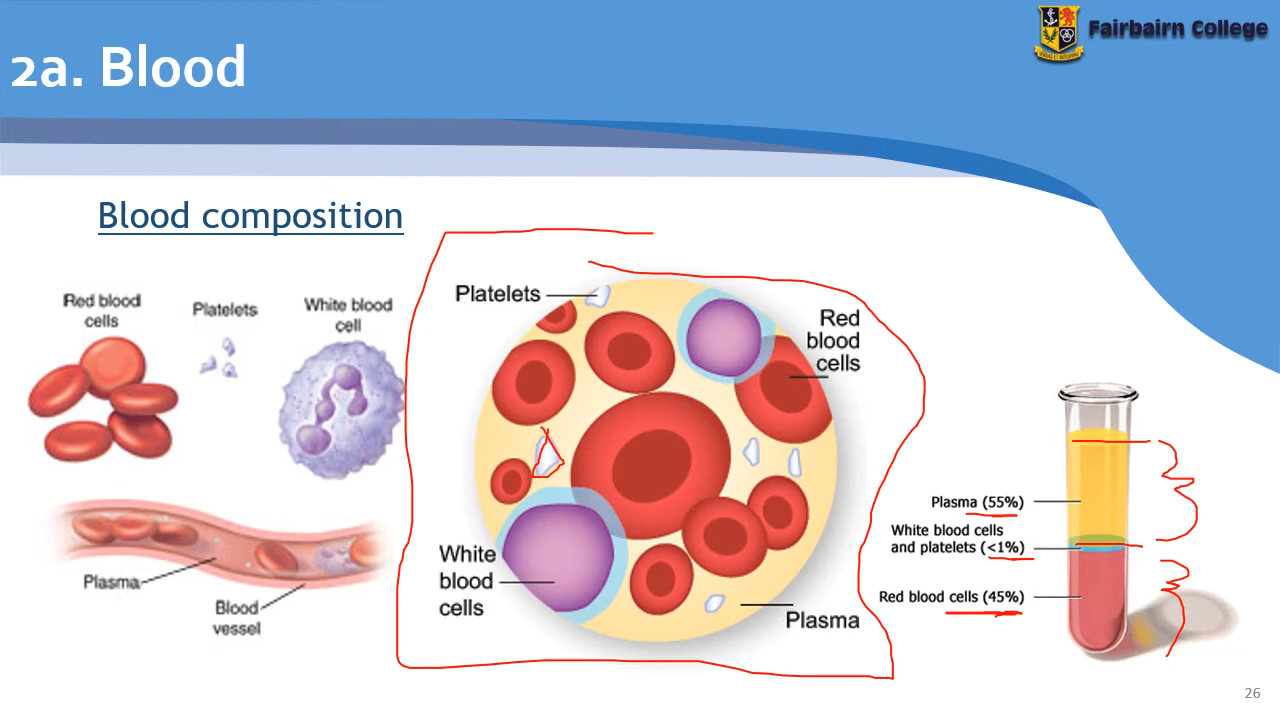 Fairbairn College
2a. Blood
Blood composition
Red blood
cells
Platelets
White blood
cell
Plasma
Blood
vessel
Platelets
Red
blood
cells
White
blood
cells
Plasma
Plasma (55%)
White blood cells
and platelets (<1%)
Red blood cells (45%)
26